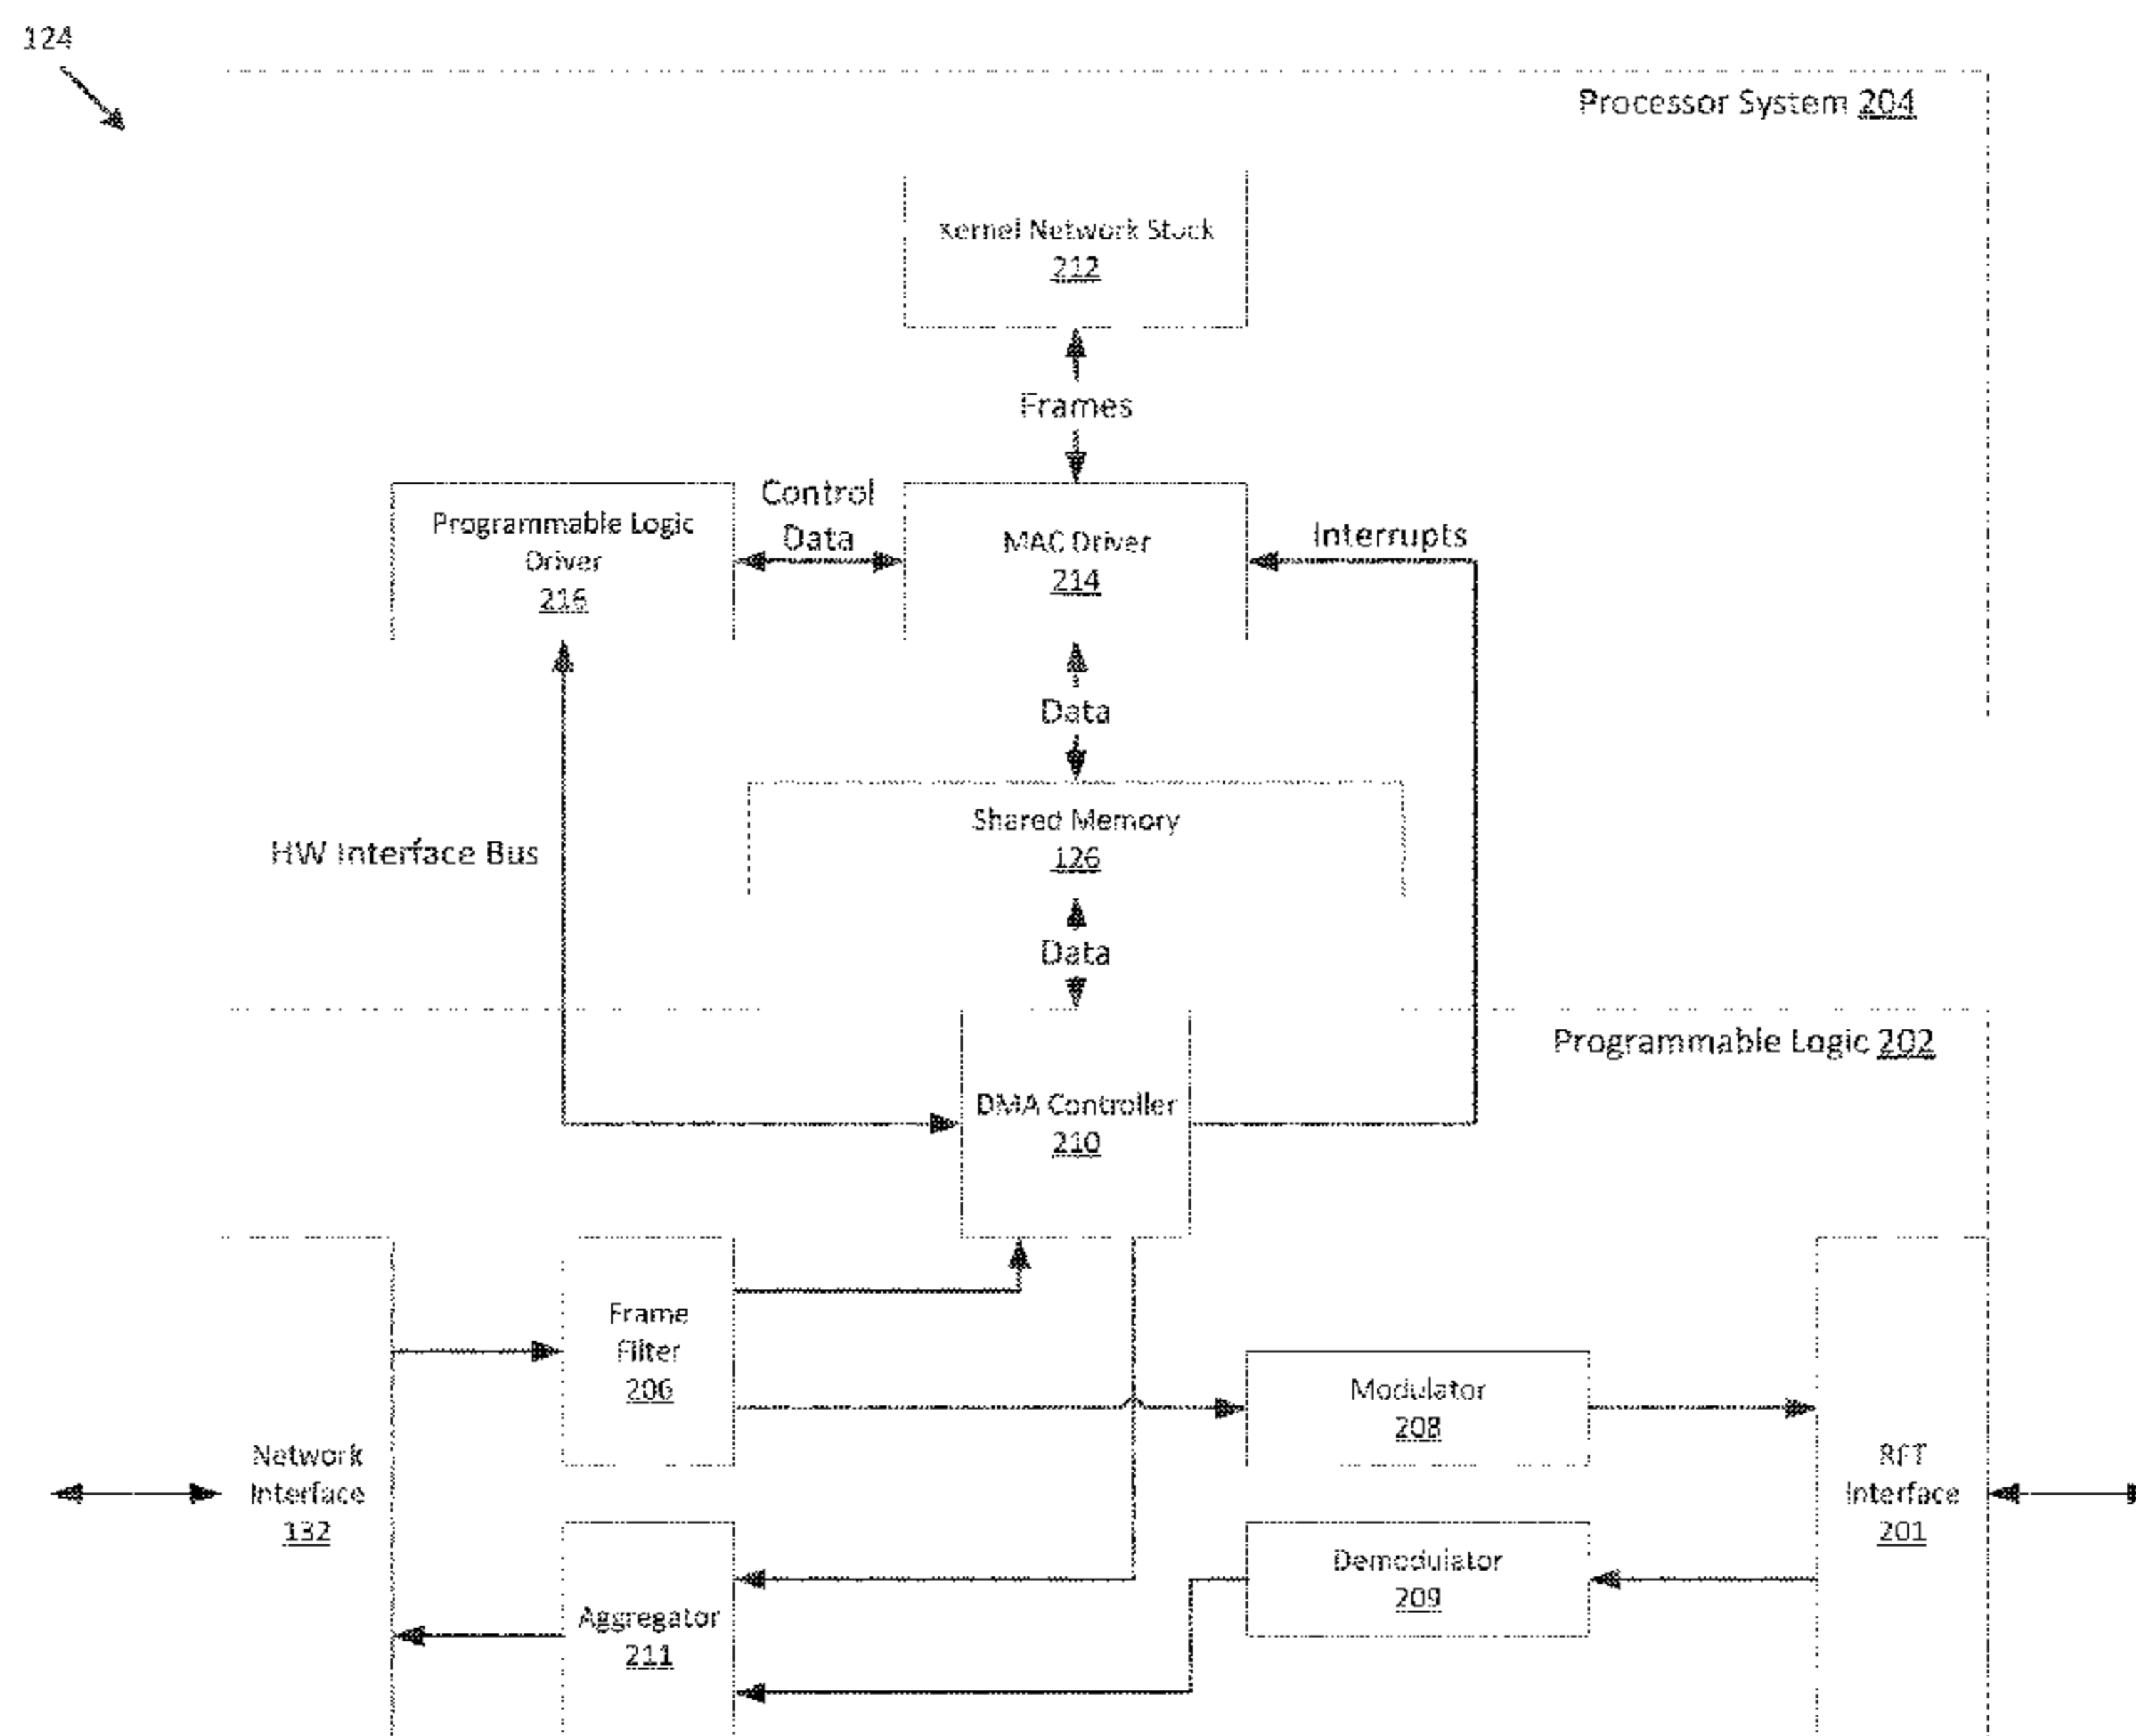 124
Processor System 204
Kernel Network Stack
212
Frames
Programmable Logic
Driver
216
Control
Data
MAC Driver
214
Interrupts
Data
Shared Memory
126
HW Interface Bus
Data
Programmable Logic 202
DMA Controller
210
Frame
Filter
206
Modulator
208
Network
Interface
132
RFT
Interface
201
Demodulator
209
Aggregator
211